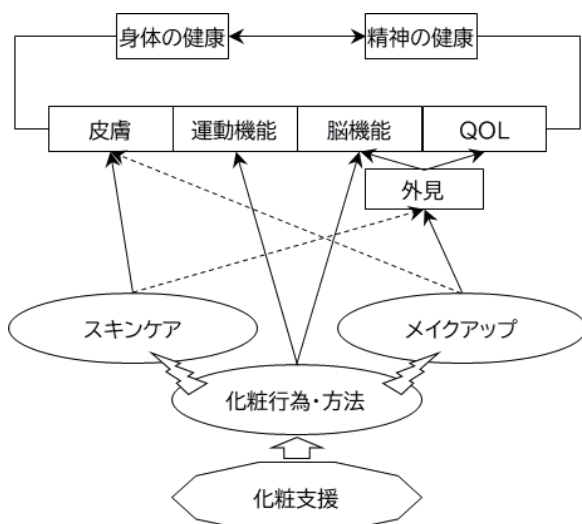 身体の健康
精神の健康
皮膚
運動機能
脳機能
QOL
外見
スキンケア
メイクアップ
化粧行為・方法
化粧支援